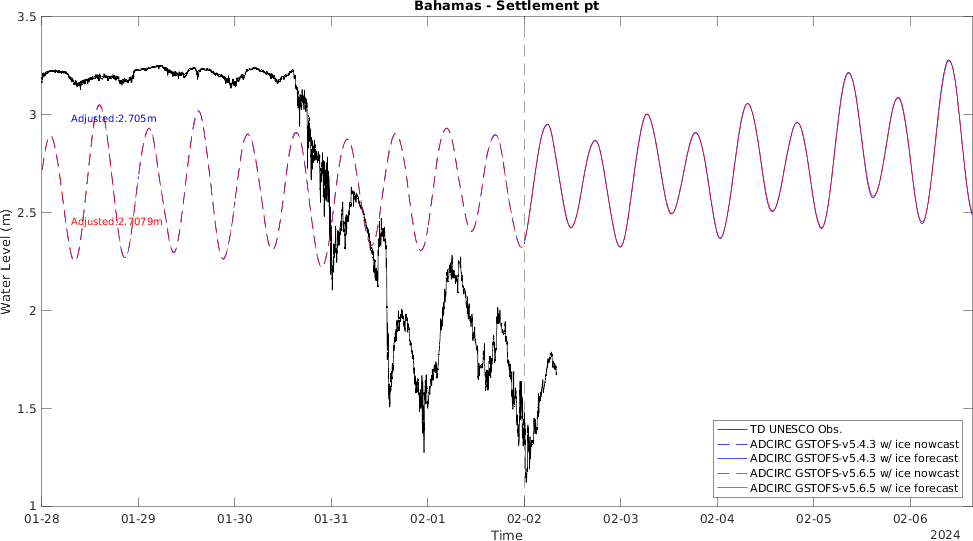 Bahamas - Settlement pt
3.5
3
2.5
2
1.5
1
Water Level (m)
Adjusted:2.705m
Adjusted:2.7079m
TD UNESCO Obs.
ADCIRC GSTOFS-v5.4.3 w/ ice nowcast
ADCIRC GSTOFS-v5.4.3 w/ ice forecast
ADCIRC GSTOFS-v5.6.5 w/ ice nowcast
ADCIRC GSTOFS-v5.6.5 w/ ice forecast
01-28 01-29 01-30 01-31 02-01 02-02 02-03 02-04 02-05 02-06
Time
2024